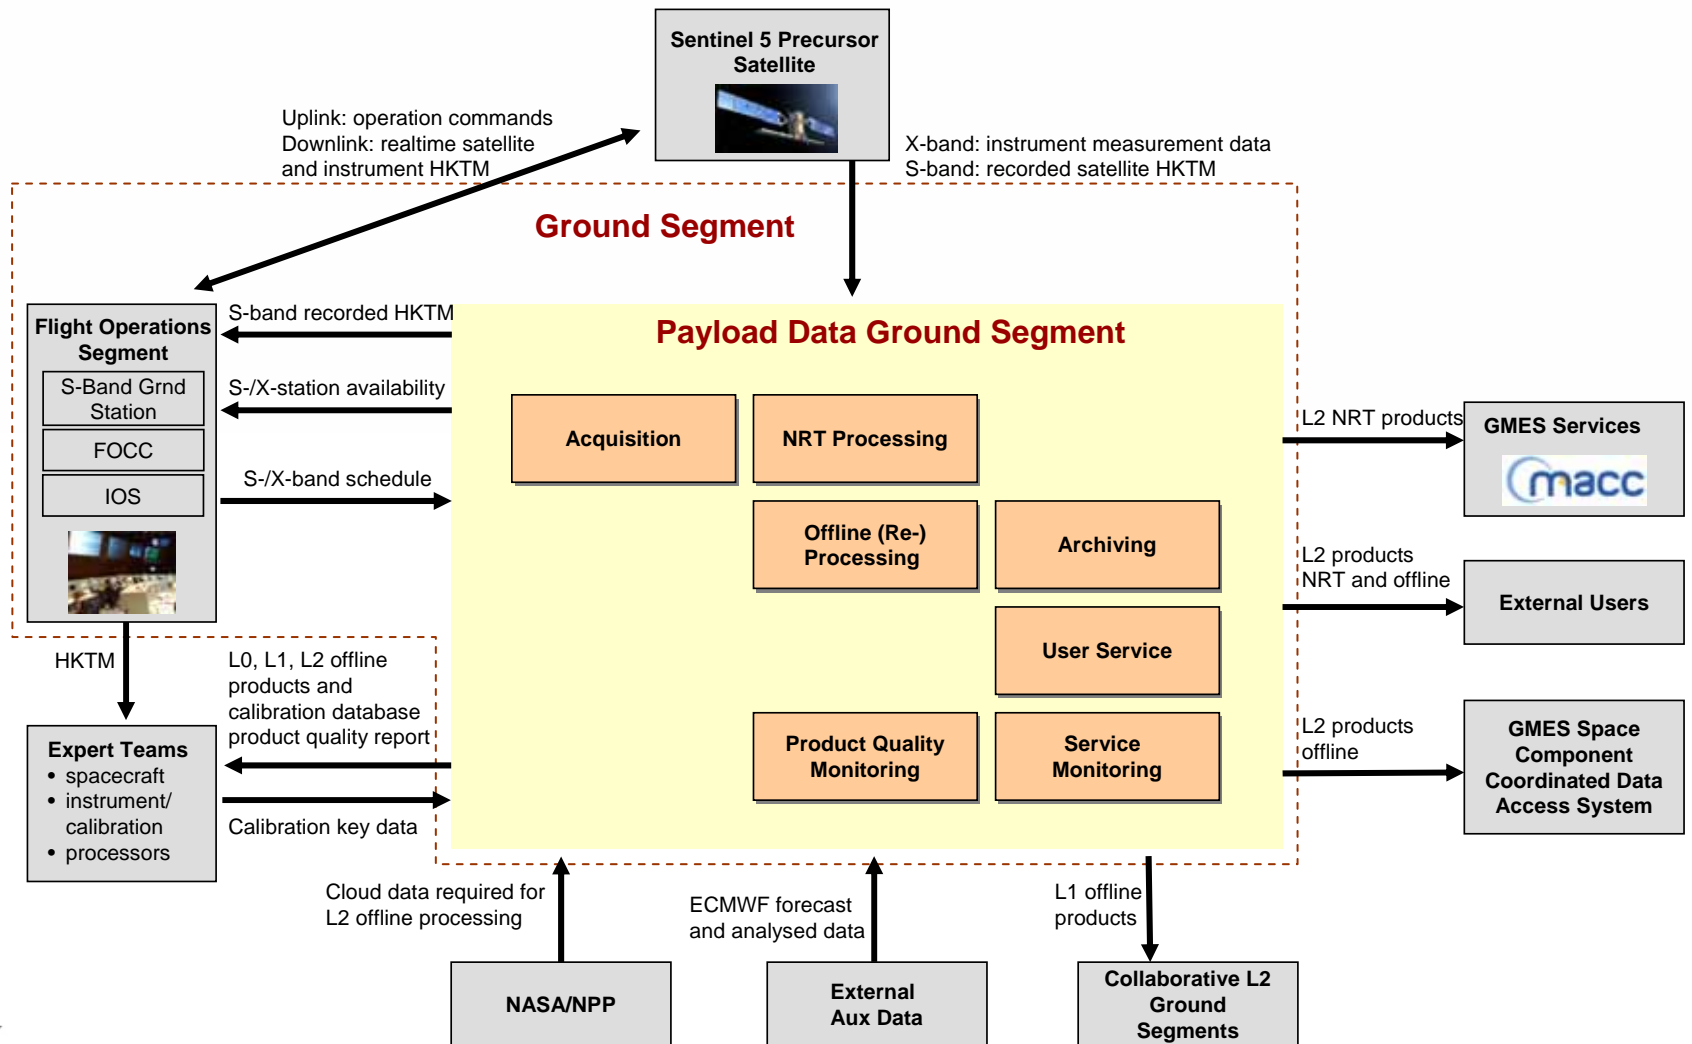 Sentinel 5 Precursor
Satellite
Uplink: operation commands
Downlink: realtime satellite
and instrument HKTM
X-band: instrument measurement data
S-band: recorded satellite HKTM
Ground Segment
Flight Operations
Segment
S-Band Grnd
Station
FOCC
IOS
S-band recorded HKTM
S-/X-station availability
S-/X-band schedule
Payload Data Ground Segment
Acquisition
NRT Processing
Offline (Re-)
Processing
Archiving
User Service
Product Quality
Monitoring
Service
Monitoring
L2 NRT products
GMES Services
macc
L2 products
NRT and offline
External Users
L2 products
offline
GMES Space
Component
Coordinated Data
Access System
HKTM
L0, L1, L2 offline
products and
calibration database
product quality report
Expert Teams
• spacecraft
• instrument/
calibration
• processors
Calibration key data
Cloud data required for
L2 offline processing
ECMWF forecast
and analysed data
L1 offline
products
NASA/NPP
External
Aux Data
Collaborative L2
Ground
Segments